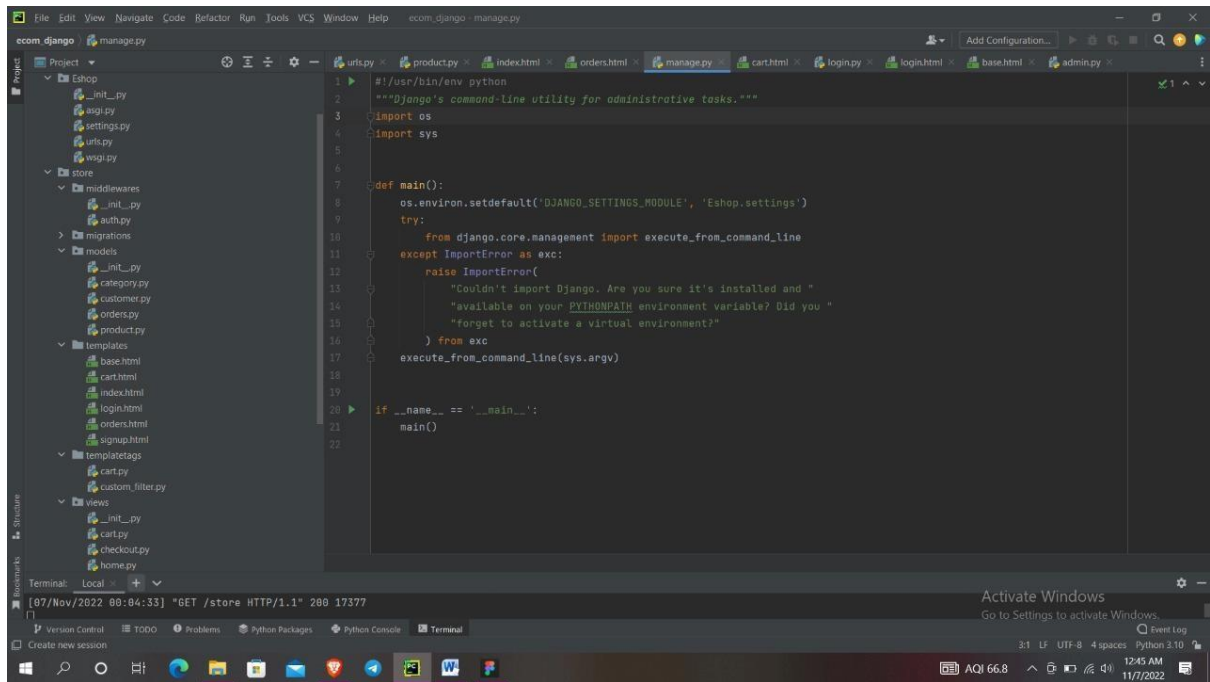 File Edit View Navigate Code Refactor Run Tools VCS Window Help ecom_django - manage.py
ecom_django manage.py Add Configuration...
Project urls.py product.py index.html orders.html manage.py cart.html login.py login.html base.html admin.py
Project
Eshop
__init__.py
asgi.py
settings.py
urls.py
wsgi.py
store
middlewares
__init__.py
auth.py
migrations
models
__init__.py
category.py
customer.py
orders.py
product.py
templates
base.html
cart.html
index.html
login.html
orders.html
signup.html
templatetags
cart.py
custom_filter.py
views
__init__.py
cart.py
checkout.py
home.py
Structure
Bookmarks
1 #!/usr/bin/env python
2 """Django's command-line utility for administrative tasks."""
3 import os
4 import sys
5
6
7 def main():
8 os.environ.setdefault('DJANGO_SETTINGS_MODULE', 'Eshop.settings')
9 try:
10 from django.core.management import execute_from_command_line
11 except ImportError as exc:
12 raise ImportError(
13 "Couldn't import Django. Are you sure it's installed and "
14 "available on your PYTHONPATH environment variable? Did you "
15 "forget to activate a virtual environment?"
16 ) from exc
17 execute_from_command_line(sys.argv)
18
19
20 if __name__ == '__main__':
21 main()
22
1
Terminal: Local
[07/Nov/2022 00:04:33] "GET /store HTTP/1.1" 200 17377
Activate Windows
Go to Settings to activate Windows.
Version Control TODO Problems Python Packages Python Console Terminal Event Log
Create new session 3:1 LF UTF-8 4 spaces Python 3.10
AQI 66.8 12:45 AM
11/7/2022